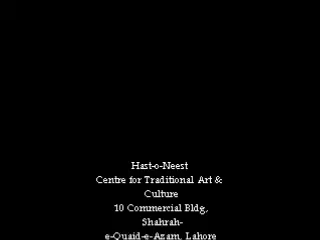 Hast-o-Neest
Centre for Traditional Art &
Culture
10 Commercial Bldg,
Shahrah-
e-Quaid-e-Azam, Lahore